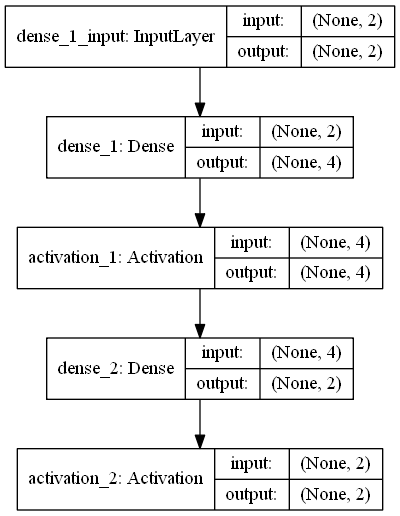 dense_1_input: InputLayer
input: (None, 2)
output: (None, 2)
dense_1: Dense
input: (None, 2)
output: (None, 4)
activation_1: Activation
input: (None, 4)
output: (None, 4)
dense_2: Dense
input: (None, 4)
output: (None, 2)
activation_2: Activation
input: (None, 2)
output: (None, 2)